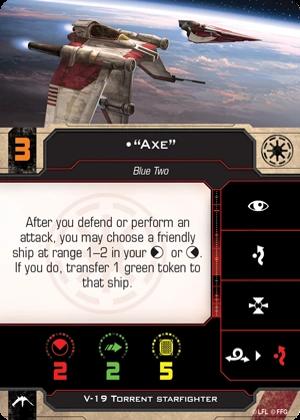 3
•“Axe”
Blue Two
After you defend or perform an
attack, you may choose a friendly
ship at range 1–2 in your or .
If you do, transfer 1 green token to
that ship.
2
2
5
V-19 Torrent starfighter
©LFL ©FFG